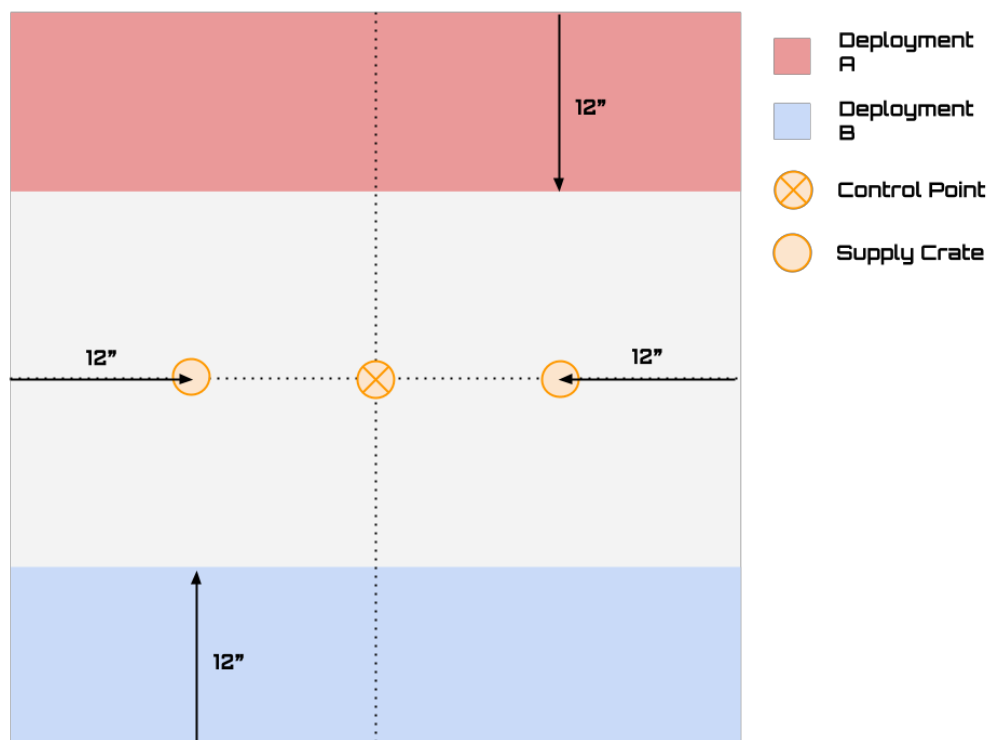 Deployment
A
12”
Deployment
B
Control Point
Supply Crate
12”
12”
12”